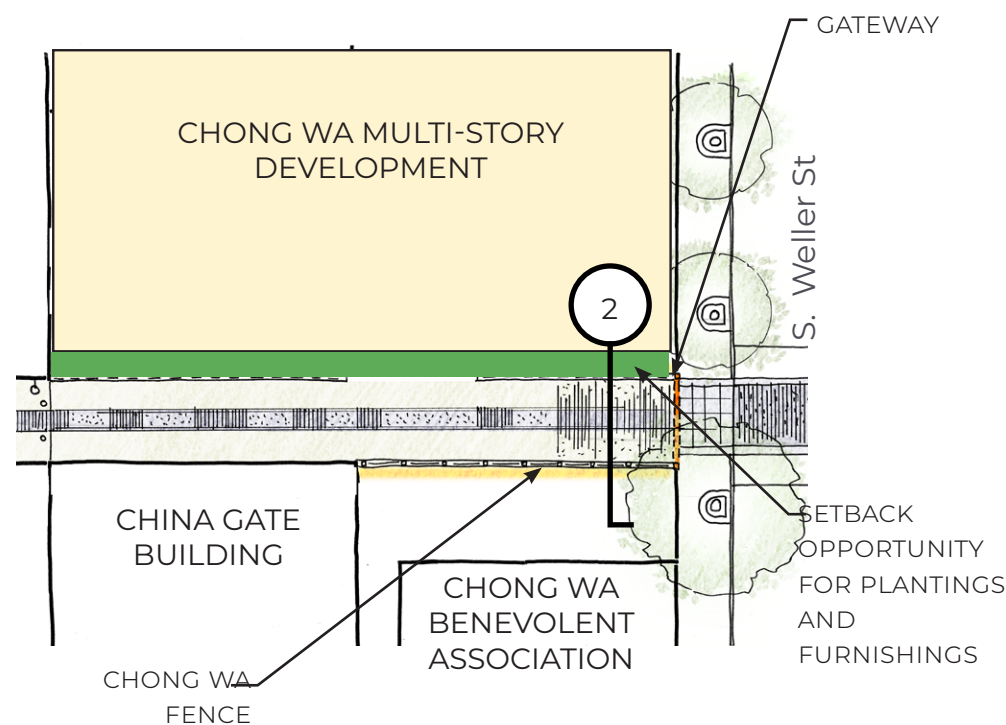 GATEWAY
CHONG WA MULTI-STORY
DEVELOPMENT
S. Weller St
2
CHINA GATE
BUILDING
SETBACK
OPPORTUNITY
FOR PLANTINGS
AND
FURNISHINGS
CHONG WA
BENEVOLENT
ASSOCIATION
CHONG WA
FENCE